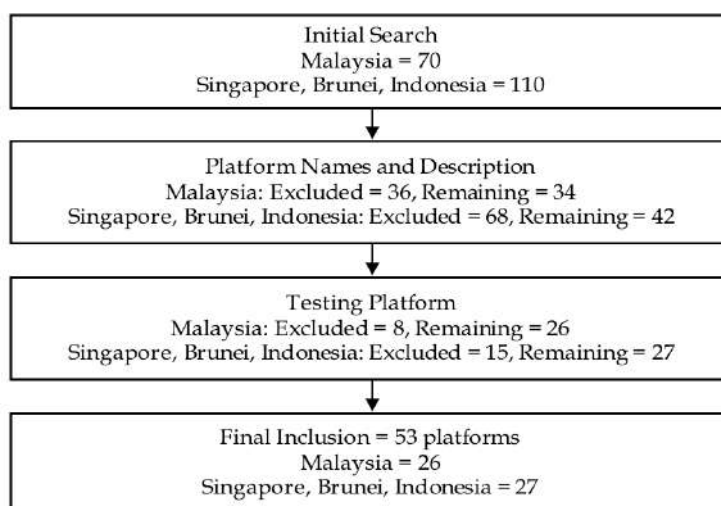 Initial Search
Malaysia = 70
Singapore, Brunei, Indonesia = 110
Platform Names and Description
Malaysia: Excluded = 36, Remaining = 34
Singapore, Brunei, Indonesia: Excluded = 68, Remaining = 42
Testing Platform
Malaysia: Excluded = 8, Remaining = 26
Singapore, Brunei, Indonesia: Excluded = 15, Remaining = 27
Final Inclusion = 53 platforms
Malaysia = 26
Singapore, Brunei, Indonesia = 27